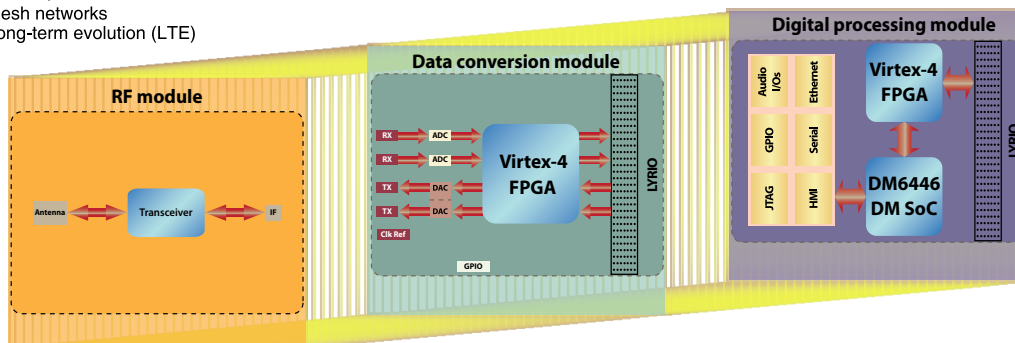 esh networks
ong-term evolution (LTE)
RF module
Antenna
Transceiver
IF
Data conversion module
RX
ADC
RX
ADC
TX
DAC
TX
DAC
Clk Ref
GPIO
Virtex-4
FPGA
LYRIO
Digital processing module
Audio
I/Os
Ethernet
GPIO
Serial
JTAG
HMI
Virtex-4
FPGA
DM6446
DM SoC
LYRIO